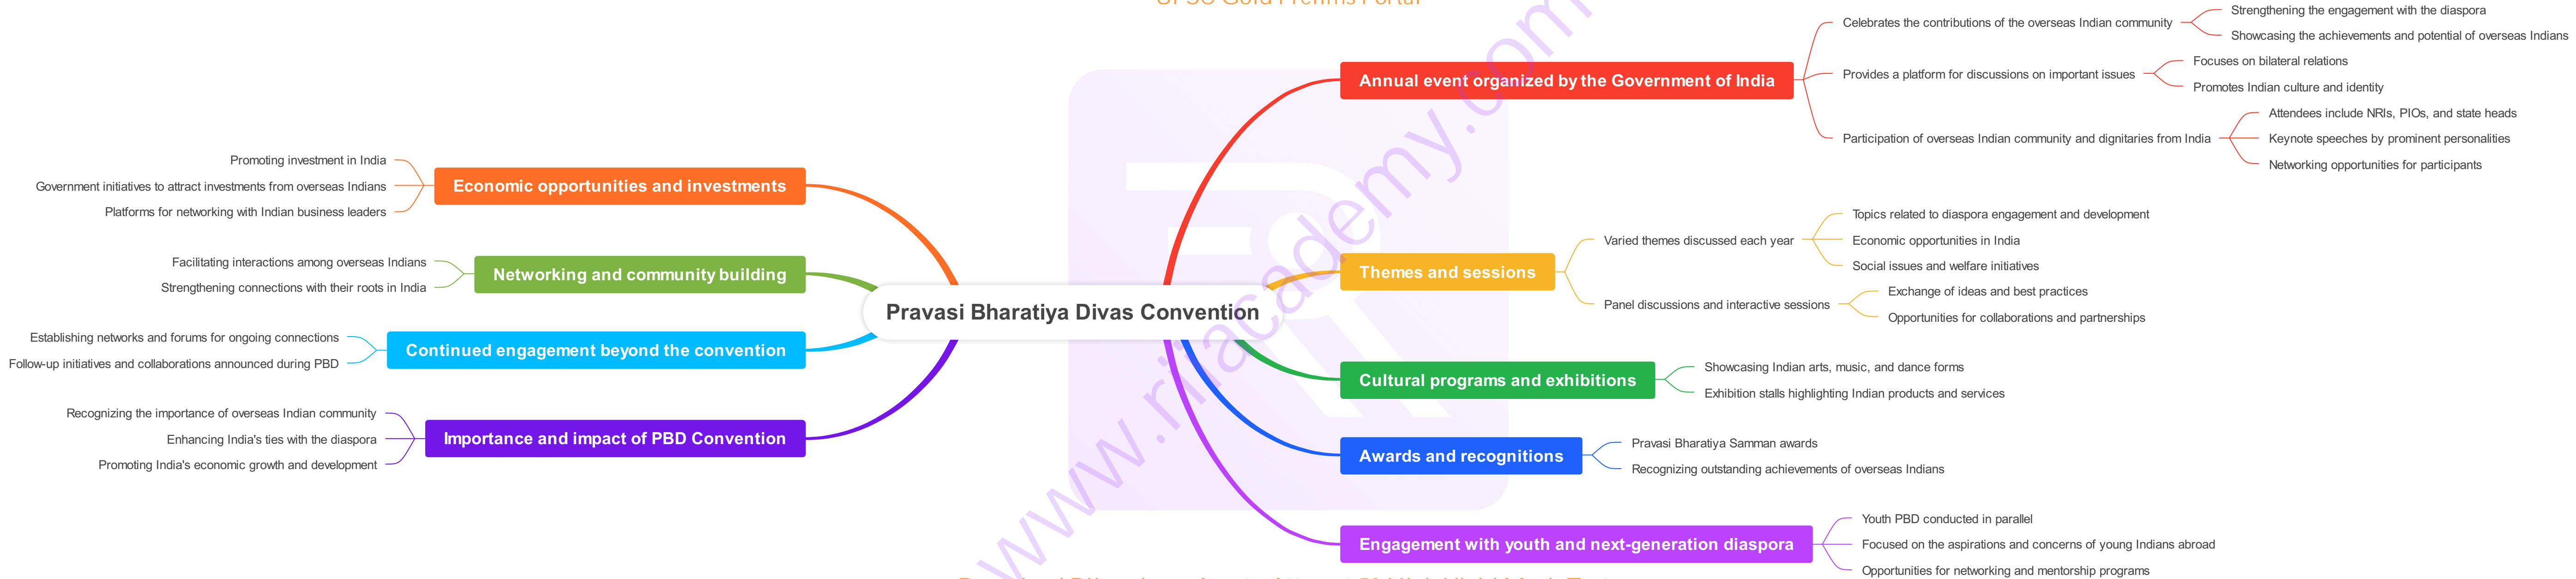 UPSC Gold Prelims Portal
Pravasi Bharatiya Divas Convention
Annual event organized by the Government of India
Celebrates the contributions of the overseas Indian community
Strengthening the engagement with the diaspora
Showcasing the achievements and potential of overseas Indians
Provides a platform for discussions on important issues
Focuses on bilateral relations
Promotes Indian culture and identity
Participation of overseas Indian community and dignitaries from India
Attendees include NRIs, PIOs, and state heads
Keynote speeches by prominent personalities
Networking opportunities for participants
Themes and sessions
Varied themes discussed each year
Topics related to diaspora engagement and development
Economic opportunities in India
Social issues and welfare initiatives
Panel discussions and interactive sessions
Exchange of ideas and best practices
Opportunities for collaborations and partnerships
Cultural programs and exhibitions
Showcasing Indian arts, music, and dance forms
Exhibition stalls highlighting Indian products and services
Awards and recognitions
Pravasi Bharatiya Samman awards
Recognizing outstanding achievements of overseas Indians
Engagement with youth and next-generation diaspora
Youth PBD conducted in parallel
Focused on the aspirations and concerns of young Indians abroad
Opportunities for networking and mentorship programs
Economic opportunities and investments
Promoting investment in India
Government initiatives to attract investments from overseas Indians
Platforms for networking with Indian business leaders
Networking and community building
Facilitating interactions among overseas Indians
Strengthening connections with their roots in India
Continued engagement beyond the convention
Establishing networks and forums for ongoing connections
Follow-up initiatives and collaborations announced during PBD
Importance and impact of PBD Convention
Recognizing the importance of overseas Indian community
Enhancing India's ties with the diaspora
Promoting India's economic growth and development